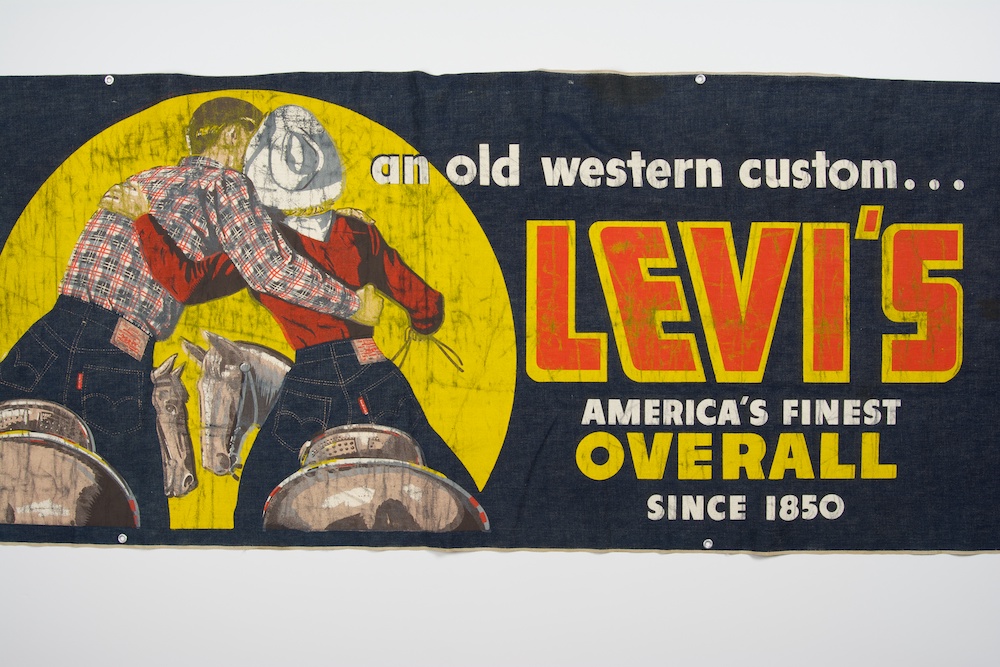 an old western custom...
LEVI'S
AMERICA'S FINEST
OVERALL
SINCE 1850